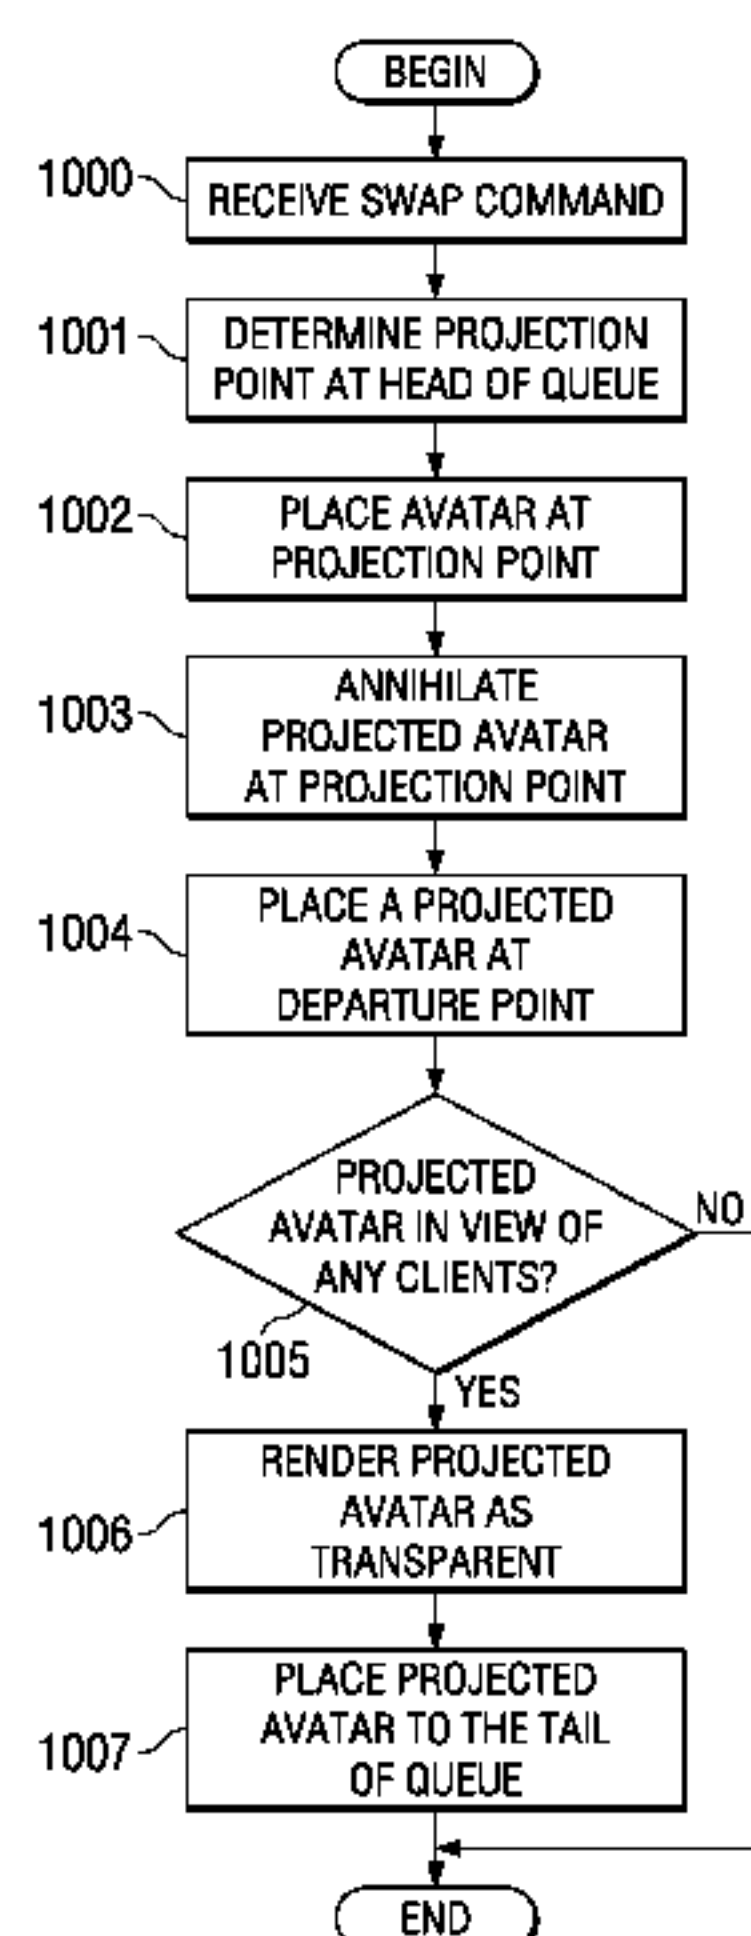 BEGIN
1000
RECEIVE SWAP COMMAND
1001
DETERMINE PROJECTION
POINT AT HEAD OF QUEUE
1002
PLACE AVATAR AT
PROJECTION POINT
1003
ANNIHILATE
PROJECTED AVATAR
AT PROJECTION POINT
1004
PLACE A PROJECTED
AVATAR AT
DEPARTURE POINT
PROJECTED
AVATAR IN VIEW OF
ANY CLIENTS?
NO
1005
YES
1006
RENDER PROJECTED
AVATAR AS
TRANSPARENT
1007
PLACE PROJECTED
AVATAR TO THE TAIL
OF QUEUE
END